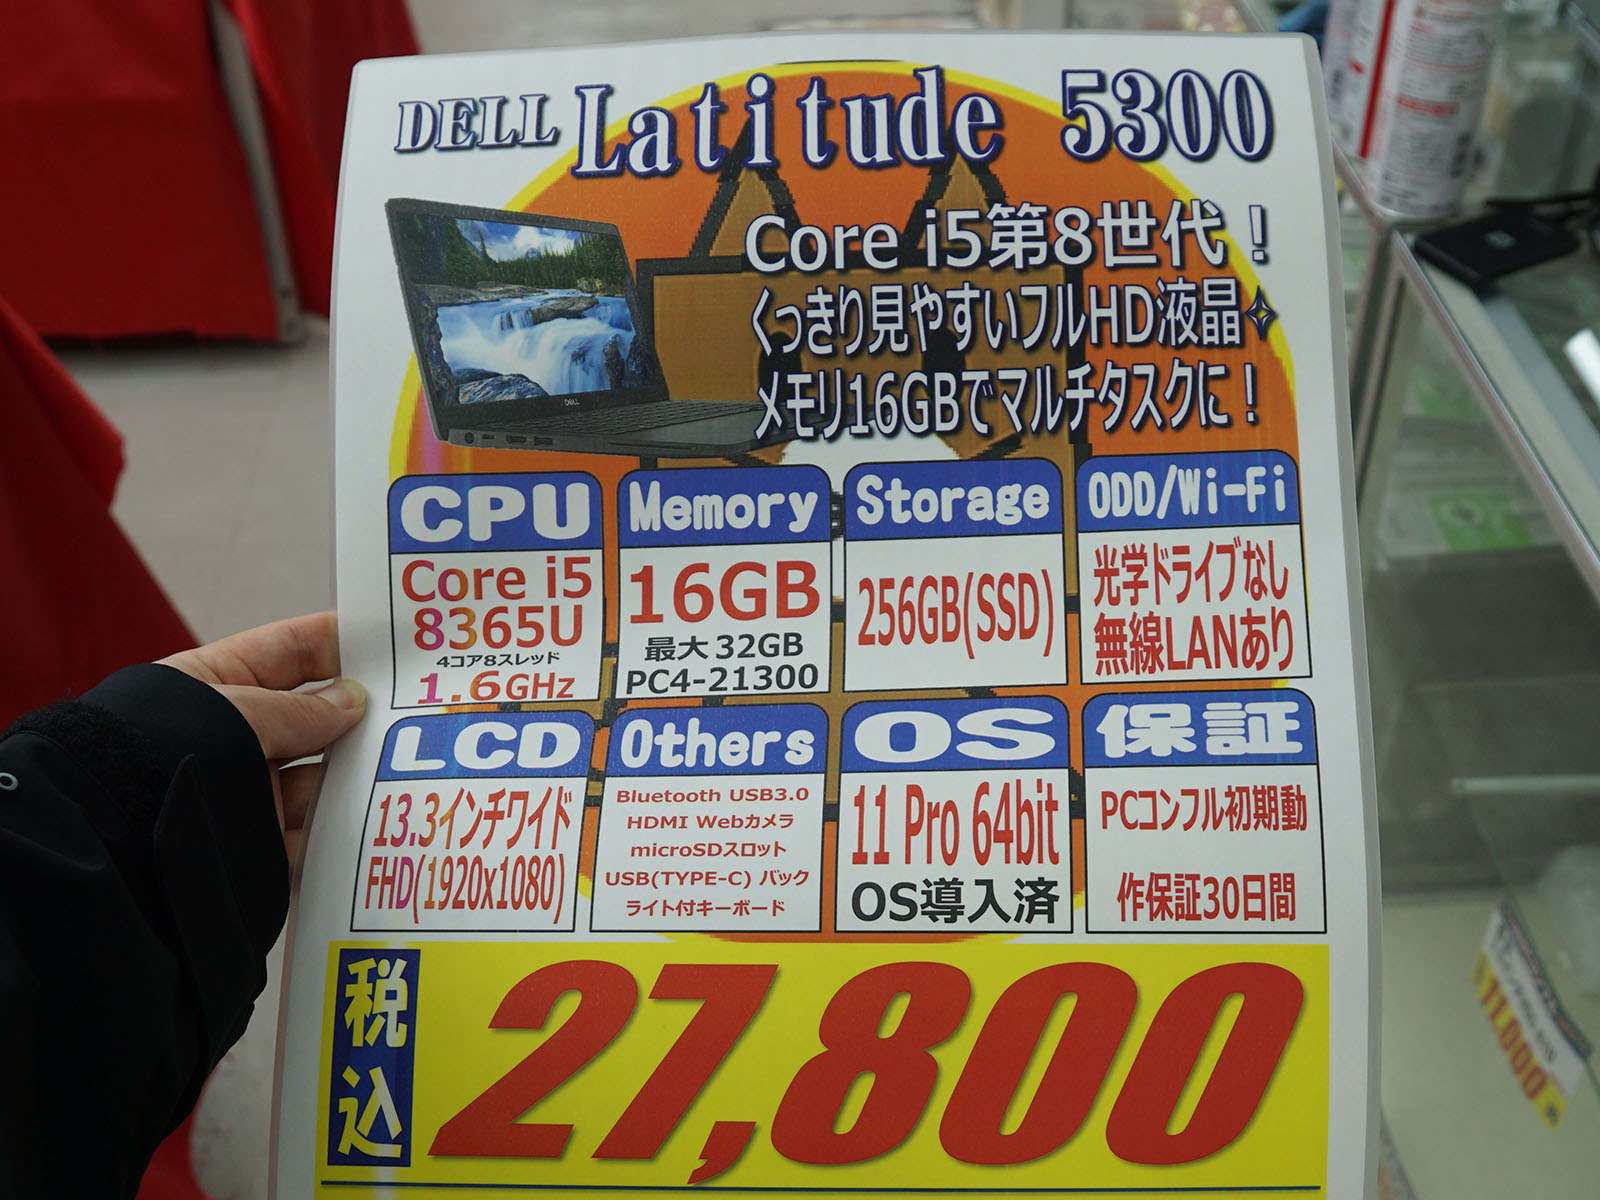 DELL Latitude 5300
Core i5第8世代！
くっきり見やすいフルHD液晶✧
メモリ16GBでマルチタスクに！
DELL
CPU
Core i5
8365U
4コア8スレッド
1.6GHz
Memory
16GB
最大 32GB
PC4-21300
Storage
256GB(SSD)
ODD/Wi-Fi
光学ドライブなし
無線LANあり
LCD
13.3インチワイド
FHD(1920x1080)
Others
Bluetooth USB3.0
HDMI Webカメラ
microSDスロット
USB(TYPE-C) バック
ライト付キーボード
OS
11 Pro 64bit
OS導入済
保証
PCコンフル初期動
作保証30日間
税込
27,800
11,000